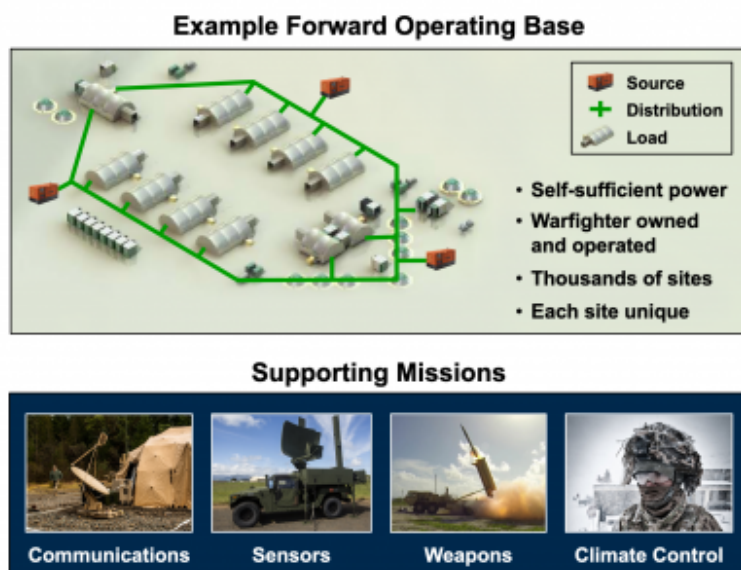 Example Forward Operating Base
Source
Distribution
Load
• Self-sufficient power
• Warfighter owned
and operated
• Thousands of sites
• Each site unique
Supporting Missions
Communications
Sensors
Weapons
Climate Control